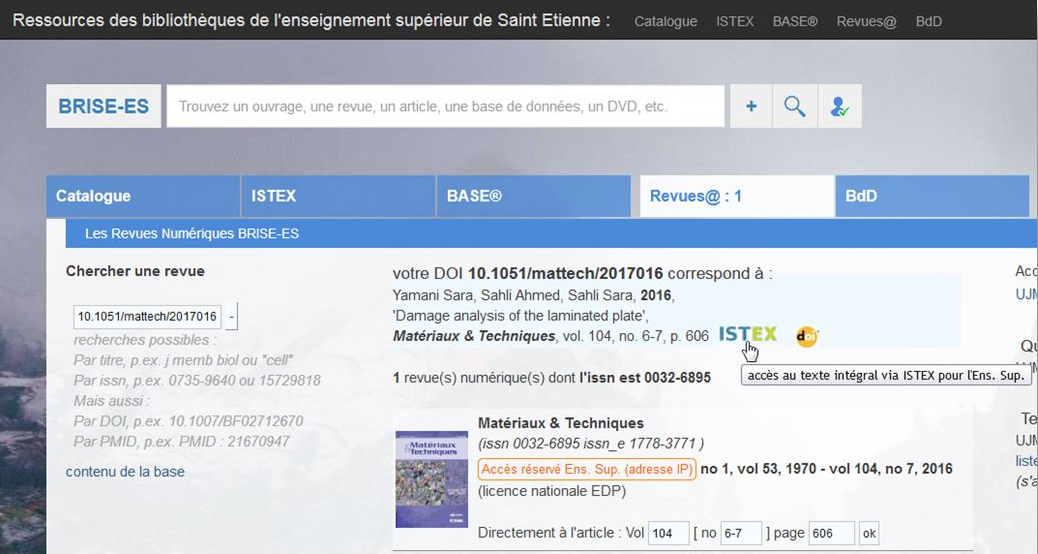 Ressources des bibliothèques de l'enseignement supérieur de Saint Etienne : Catalogue ISTEX BASE® Revues@ BdD
BRISE-ES Trouvez un ouvrage, une revue, un article, une base de données, un DVD, etc. +
Catalogue ISTEX BASE® Revues@ : 1 BdD
Les Revues Numériques BRISE-ES
Chercher une revue
10.1051/mattech/2017016 -
recherches possibles :
Par titre, p.ex. j memb biol ou "cell"
Par issn, p.ex. 0735-9640 ou 15729818
Mais aussi :
Par DOI, p.ex. 10.1007/BF02712670
Par PMID, p.ex. PMID : 21670947
contenu de la base
votre DOI 10.1051/mattech/2017016 correspond à :
Yamani Sara, Sahli Ahmed, Sahli Sara, 2016,
'Damage analysis of the laminated plate',
Matériaux & Techniques, vol. 104, no. 6-7, p. 606 ISTEX doi
accès au texte intégral via ISTEX pour l'Ens. Sup.
1 revue(s) numérique(s) dont l'issn est 0032-6895
Matériaux
Techniques
Matériaux & Techniques
(issn 0032-6895 issn_e 1778-3771 )
Accès réservé Ens. Sup. (adresse IP) no 1, vol 53, 1970 - vol 104, no 7, 2016
(licence nationale EDP)
Directement à l'article : Vol 104 [ no 6-7 ] page 606 ok
Acc
UJM
Qu
UJM
Te
UJM
liste
(s'a